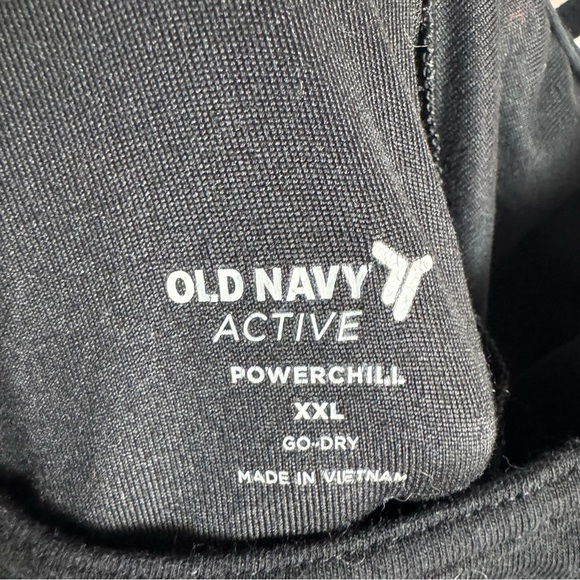 OLD NAVY
ACTIVE
POWERCHILL
XXL
GO-DRY
MADE IN VIETNAM